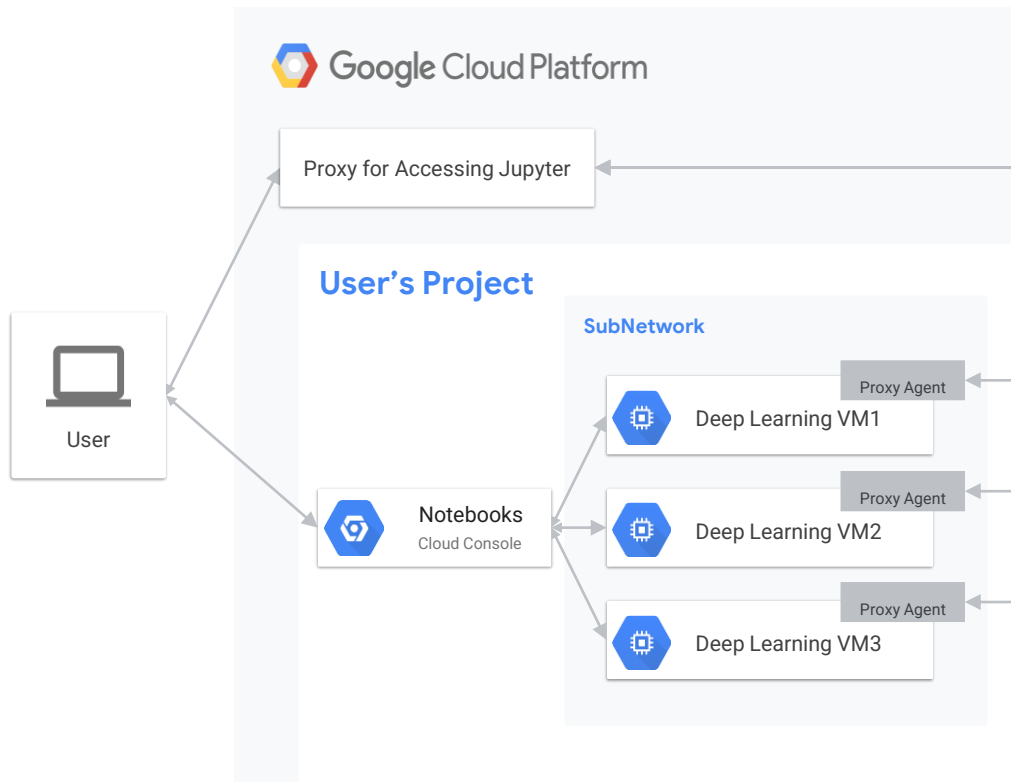 Google Cloud Platform
Proxy for Accessing Jupyter
User’s Project
SubNetwork
Proxy Agent
Deep Learning VM1
User
Notebooks
Cloud Console
Proxy Agent
Deep Learning VM2
Proxy Agent
Deep Learning VM3